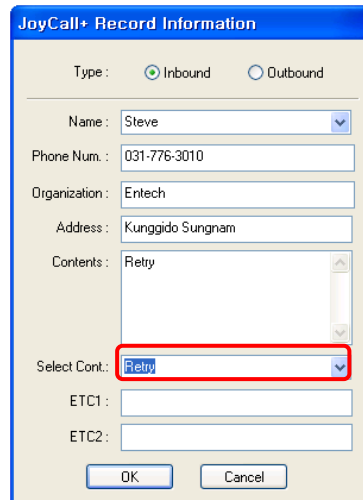 JoyCall+ Record Information
Type : Inbound Outbound
Name : Steve
Phone Num. : 031-776-3010
Organization : Entech
Address : Kunggido Sungnam
Contents : Retry
Select Cont.: Retry
ETC1 :
ETC2 :
OK Cancel